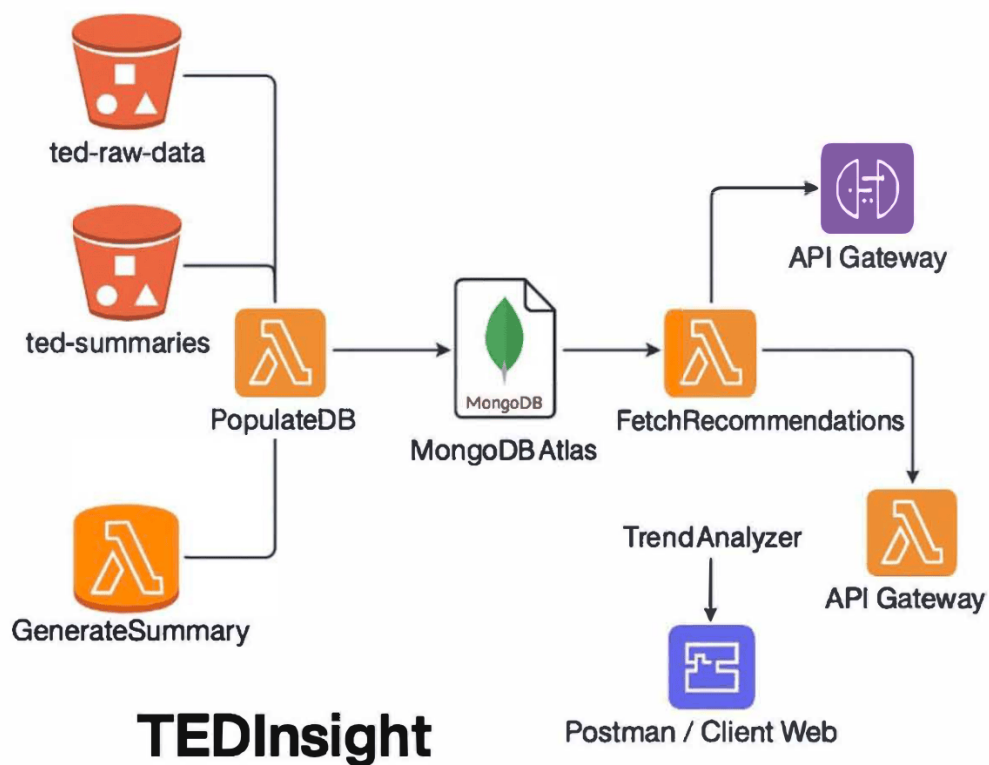 ted-raw-data
ted-summaries
PopulateDB
GenerateSummary
MongoDB
MongoDB Atlas
FetchRecommendations
API Gateway
TrendAnalyzer
API Gateway
Postman / Client Web
TEDInsight